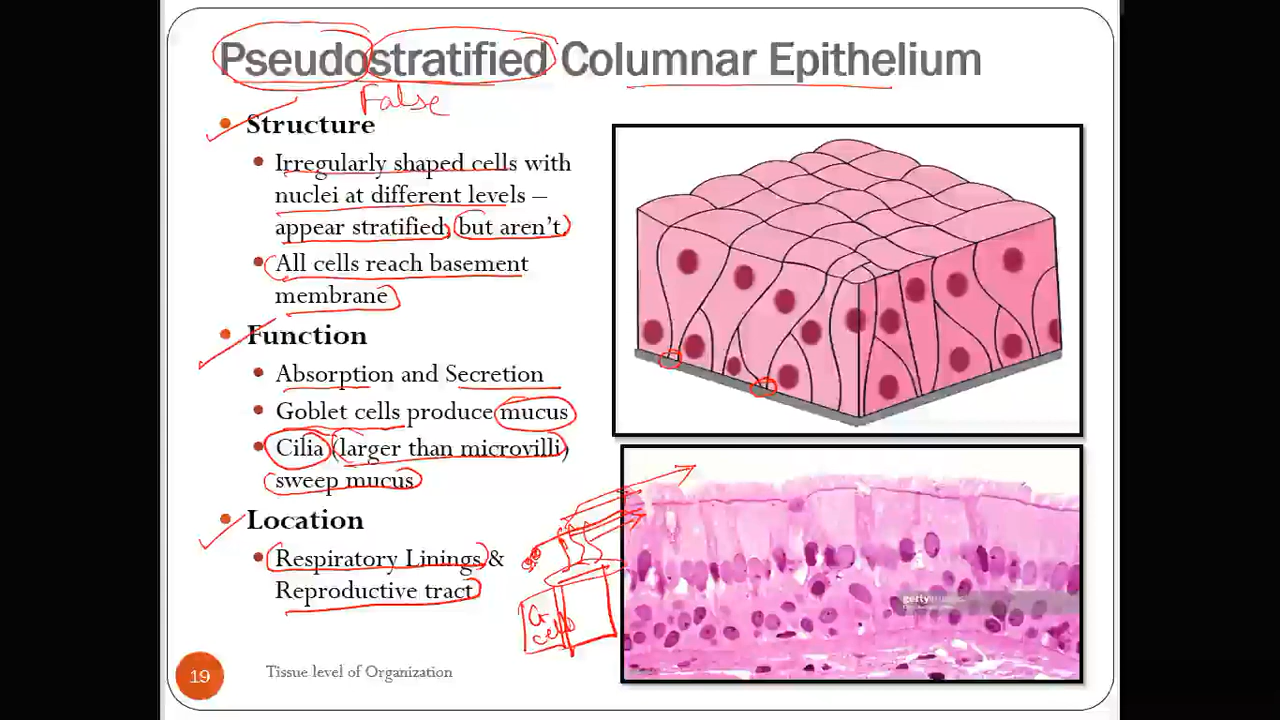 Pseudostratified Columnar Epithelium
False
• Structure
• Irregularly shaped cells with
nuclei at different levels –
appear stratified, but aren't
• All cells reach basement
membrane
• Function
• Absorption and Secretion
• Goblet cells produce mucus
• Cilia (larger than microvilli)
sweep mucus
• Location
• Respiratory Linings &
Reproductive tract
G
cells
gettyimages
19
Tissue level of Organization